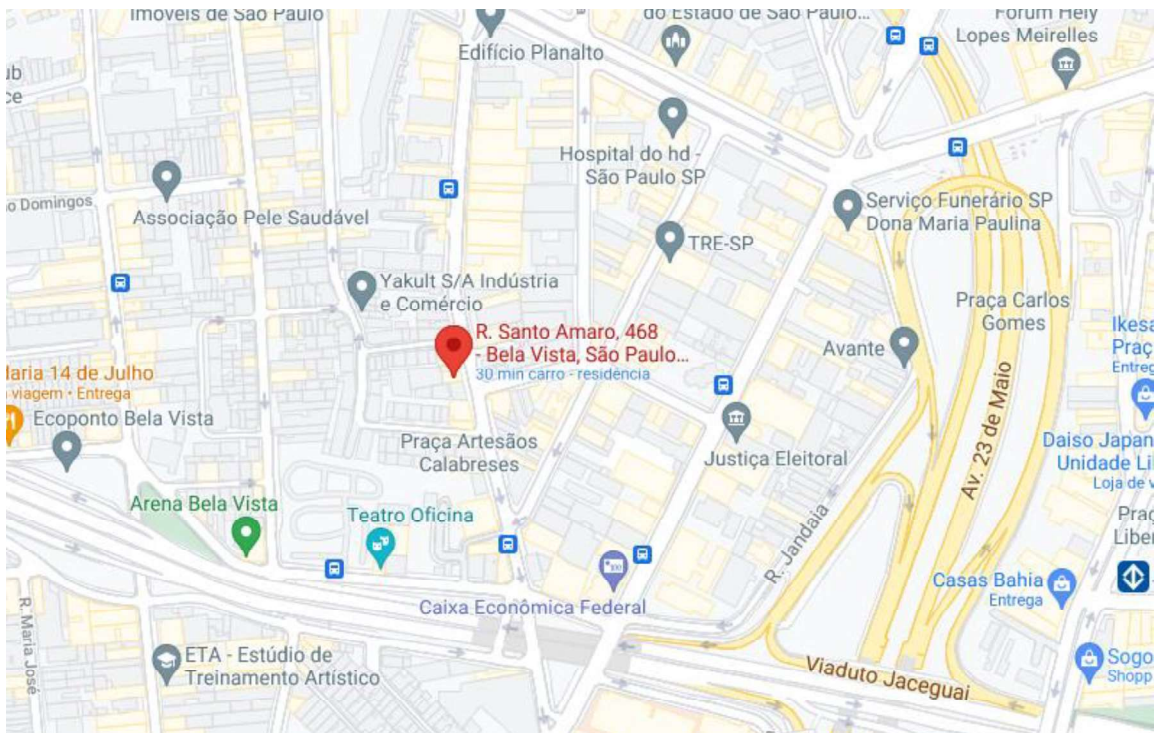 Imóveis de São Paulo
do Estado de São Paulo...
Fórum Hely
Lopes Meirelles
Edifício Planalto
ub
ce
Hospital do hd -
São Paulo SP
o Domingos
Associação Pele Saudável
Serviço Funerário SP
Dona Maria Paulina
TRE-SP
Yakult S/A Indústria
e Comércio
Praça Carlos
Gomes
R. Santo Amaro, 468
- Bela Vista, São Paulo...
30 min carro - residência
Avante
Ikesa
Praç
Entreg
daria 14 de Julho
viagem • Entrega
Ecoponto Bela Vista
Av. 23 de Maio
Praça Artesãos
Calabreses
Justiça Eleitoral
Daiso Japan
Unidade Li
Loja de v
Arena Bela Vista
Teatro Oficina
Praç
Liber
R. Jandaia
Casas Bahia
Entrega
Caixa Econômica Federal
R. Maria José
ETA - Estúdio de
Treinamento Artístico
Viaduto Jaceguai
Sogo
Shopp